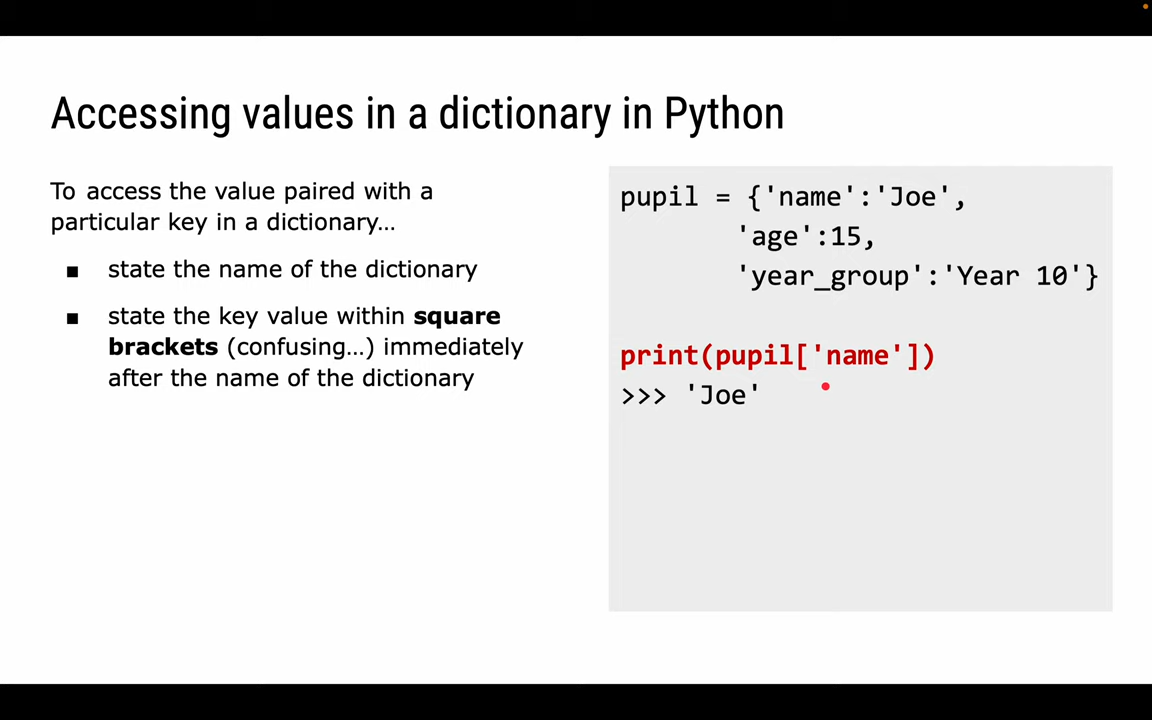 Accessing values in a dictionary in Python
To access the value paired with a
particular key in a dictionary…
▪ state the name of the dictionary
▪ state the key value within square
brackets (confusing…) immediately
after the name of the dictionary
pupil = {'name':'Joe',
'age':15,
'year_group':'Year 10'}
print(pupil['name'])
>>> 'Joe'